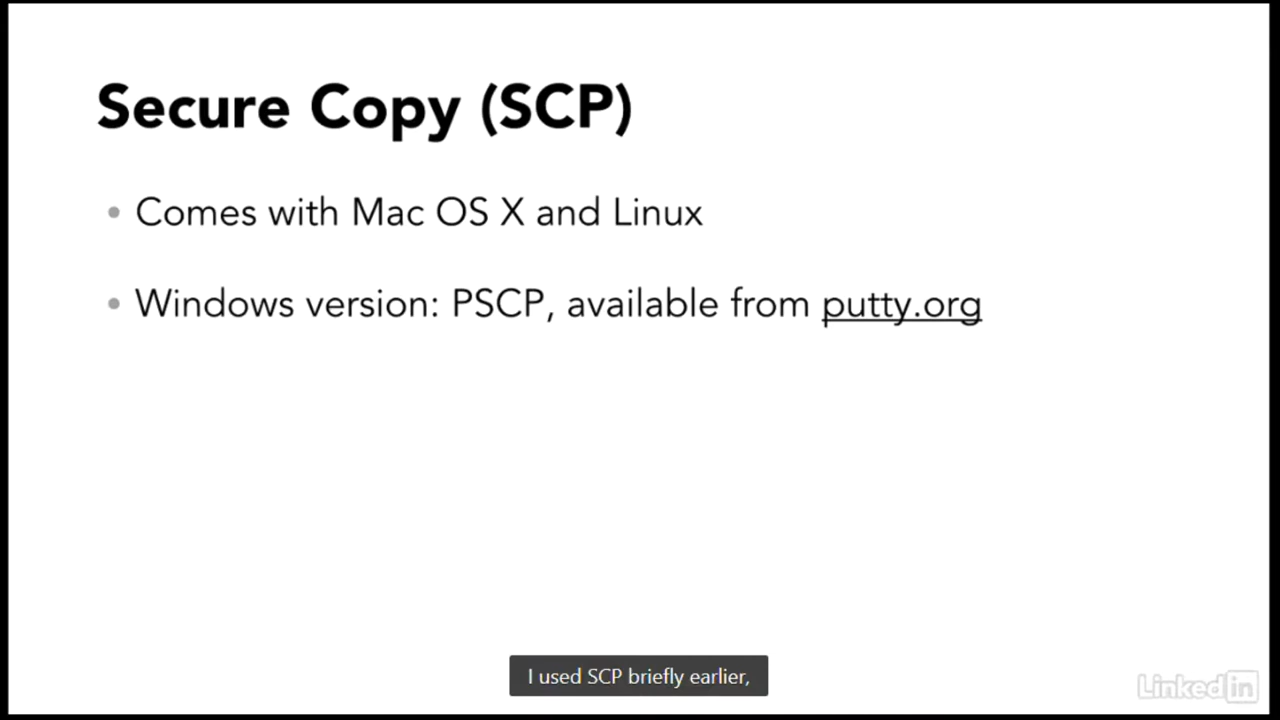 Secure Copy (SCP)
• Comes with Mac OS X and Linux
• Windows version: PSCP, available from putty.org
I used SCP briefly earlier,
LinkedIn